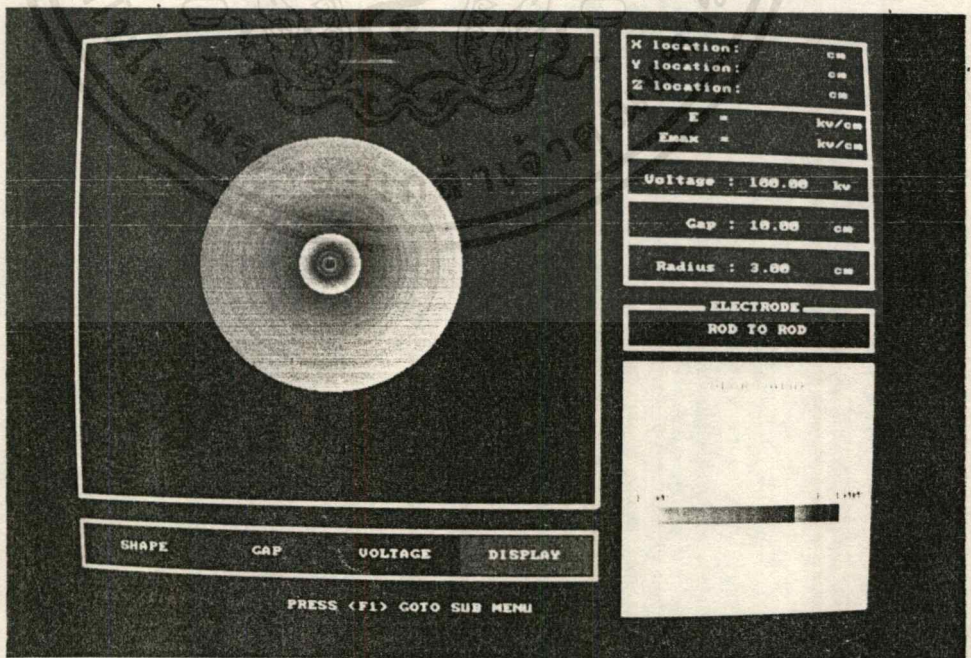 X location: cm
Y location: cm
Z location: cm
E = kv/cm
Emax = kv/cm
Voltage : 100.00 kv
Gap : 10.00 cm
Radius : 3.00 cm
ELECTRODE
ROD TO ROD
SHAPE GAP VOLTAGE DISPLAY
PRESS <F1> GOTO SUB MENU